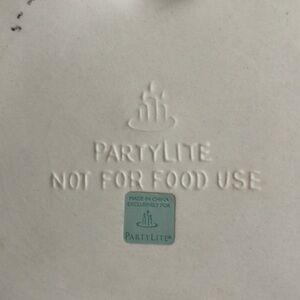 PARTYLITE
NOT FOR FOOD USE
MADE IN CHINA
EXCLUSIVELY FOR
PARTYLITE®